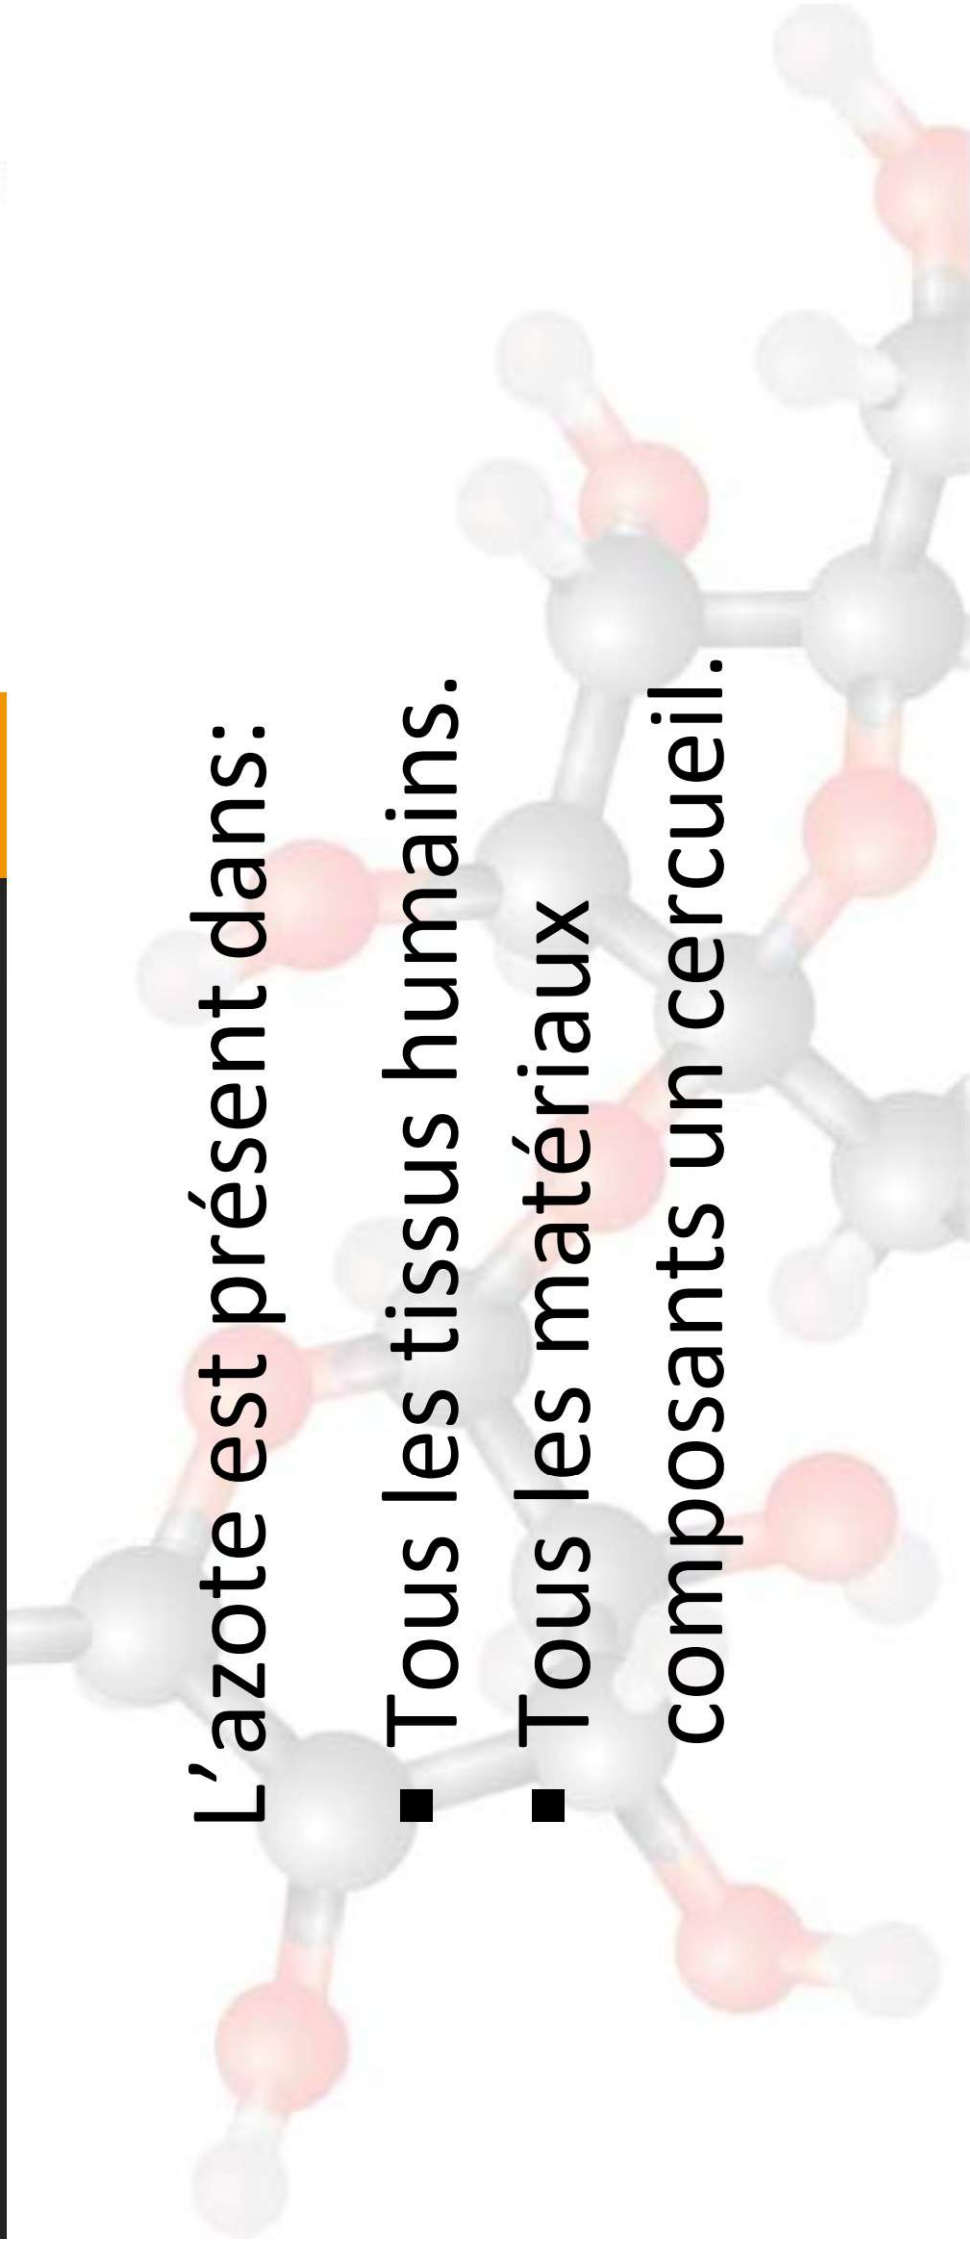 L’azote est présent dans:
▪ Tous les tissus humains.
▪ Tous les matériaux
composants un cercueil.